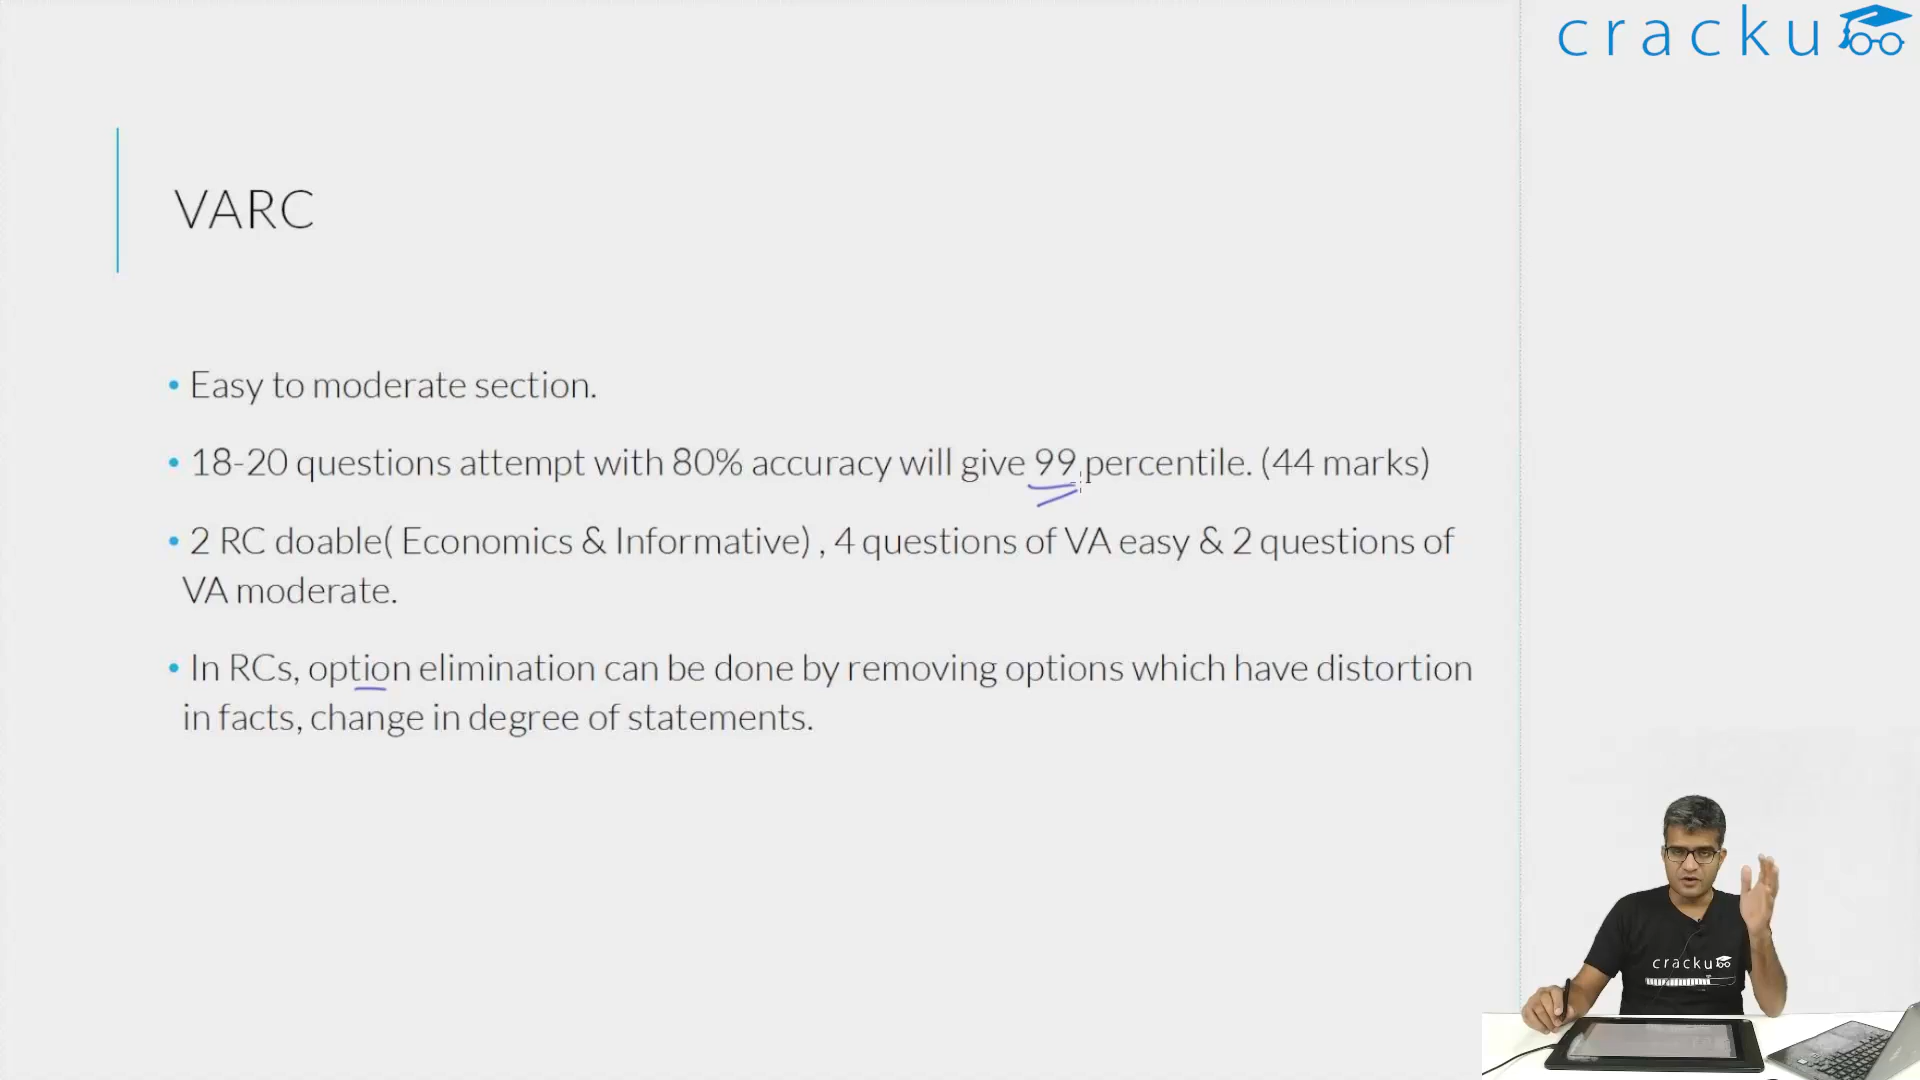 cracku
VARC
• Easy to moderate section.
• 18-20 questions attempt with 80% accuracy will give 99 percentile. (44 marks)
• 2 RC doable( Economics & Informative) , 4 questions of VA easy & 2 questions of
VA moderate.
• In RCs, option elimination can be done by removing options which have distortion
in facts, change in degree of statements.
cracku